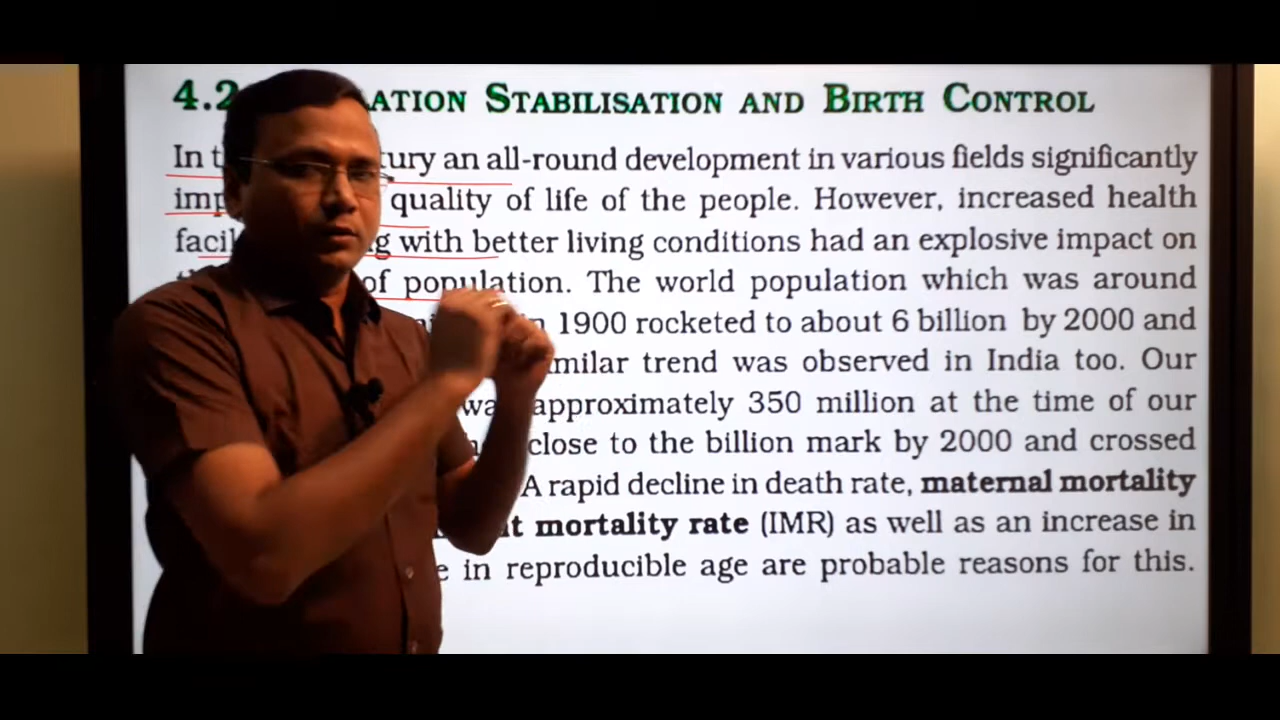 4.2 ATION STABILISATION AND BIRTH CONTROL
In t tury an all-round development in various fields significantly
imp quality of life of the people. However, increased health
facil g with better living conditions had an explosive impact on
of population. The world population which was around
n 1900 rocketed to about 6 billion by 2000 and
milar trend was observed in India too. Our
wa approximately 350 million at the time of our
close to the billion mark by 2000 and crossed
A rapid decline in death rate, maternal mortality
t mortality rate (IMR) as well as an increase in
e in reproducible age are probable reasons for this.